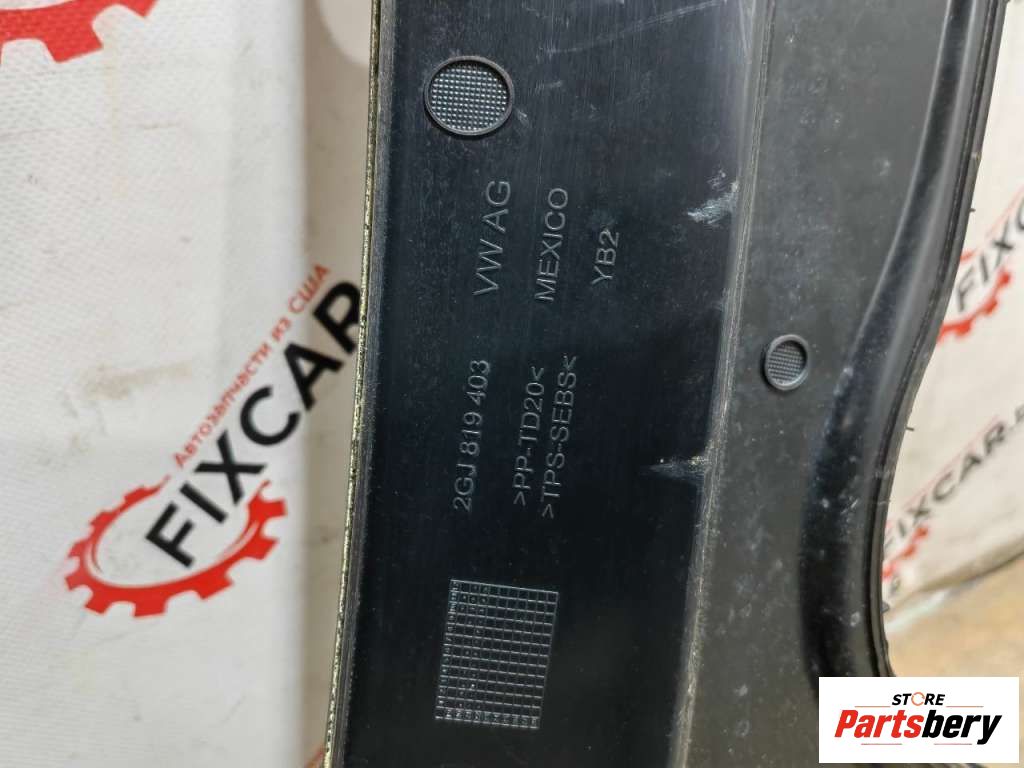 VW AG
MEXICO
YB2
2GJ 819 403
>PP-TD20<
>TPS-SEBS<
Автозапчасти из США
FIXCAR
FIXCAR.
STORE
Partsbery